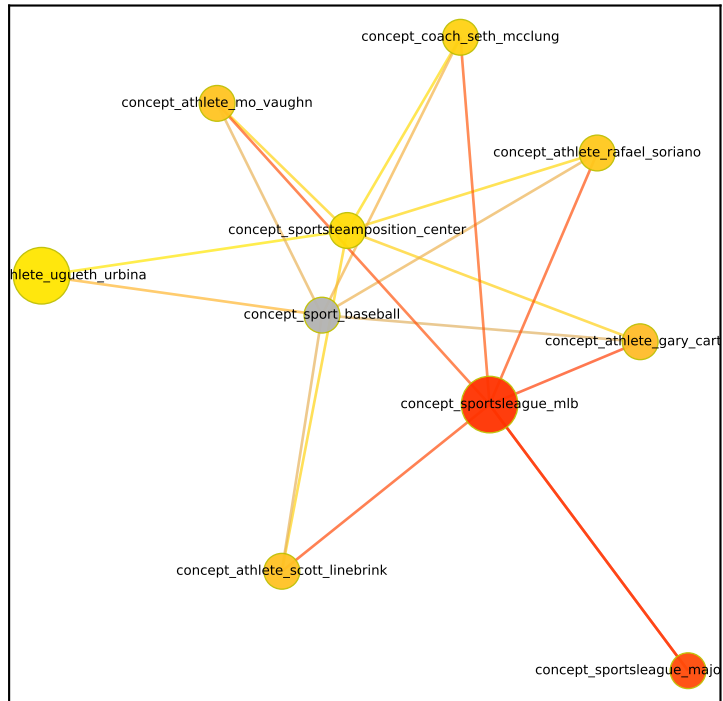 concept_coach_seth_mcclung
concept_athlete_mo_vaughn
concept_athlete_rafael_soriano
concept_sportsteamposition_center
hlete_ugueth_urbina
concept_sport_baseball
concept_athlete_gary_cart
concept_sportsleague_mlb
concept_athlete_scott_linebrink
concept_sportsleague_majo